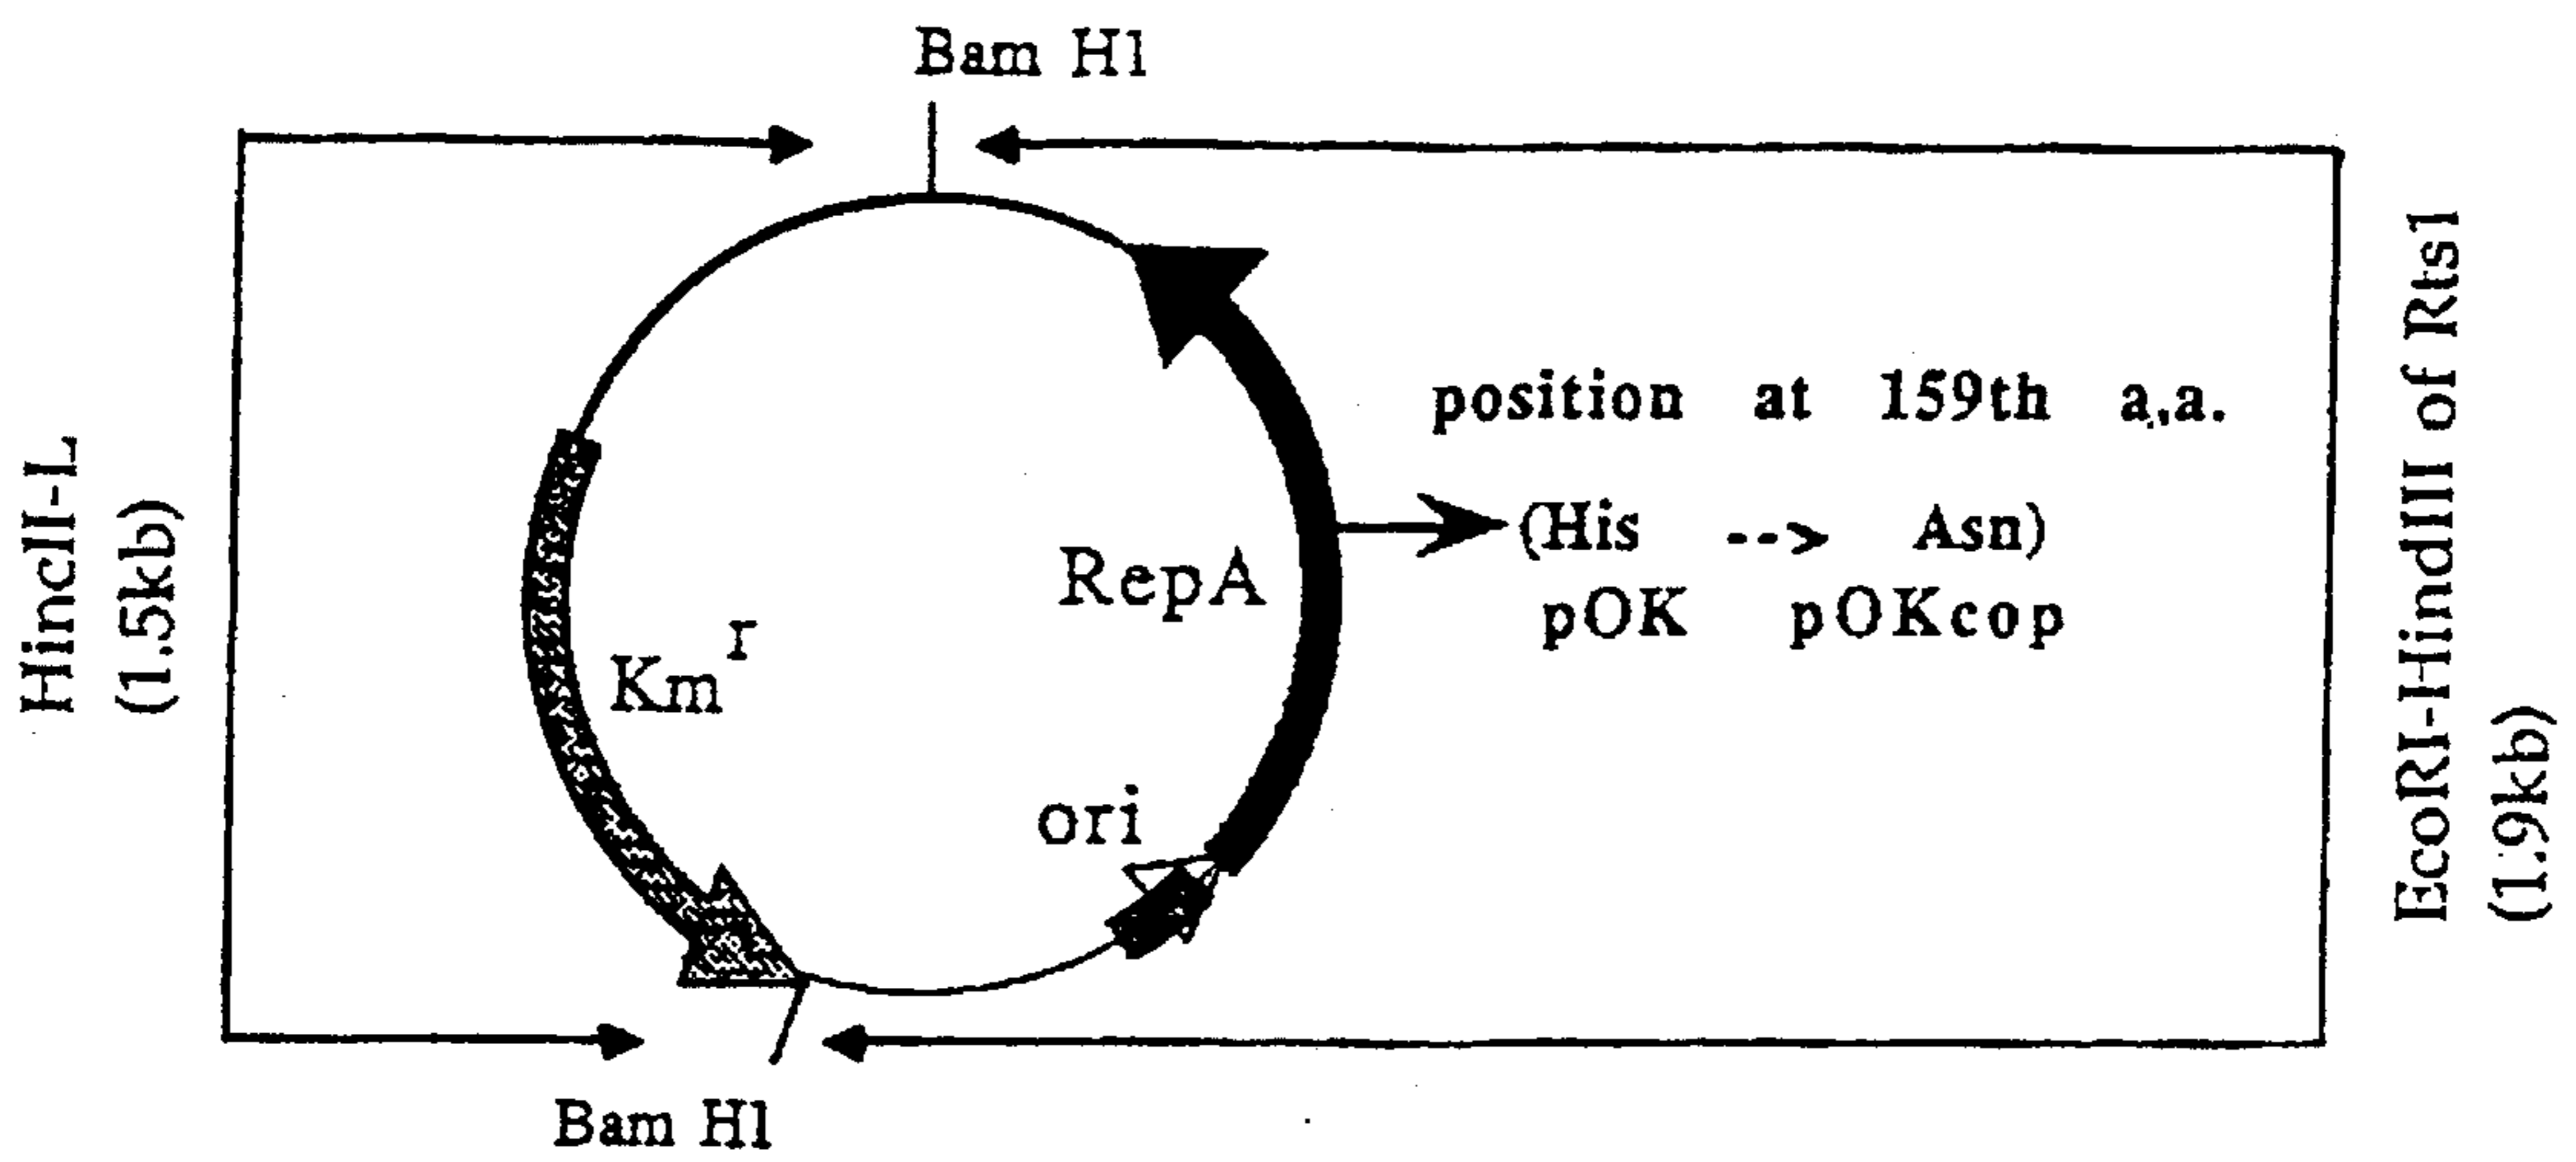 Bam H1
HincII-L
(1.5kb)
position at 159th a.a.
(His --> Asn)
pOK pOKcop
RepA
Km r
ori
EcoRI-HindIII of Rts1
(1.9kb)
Bam H1